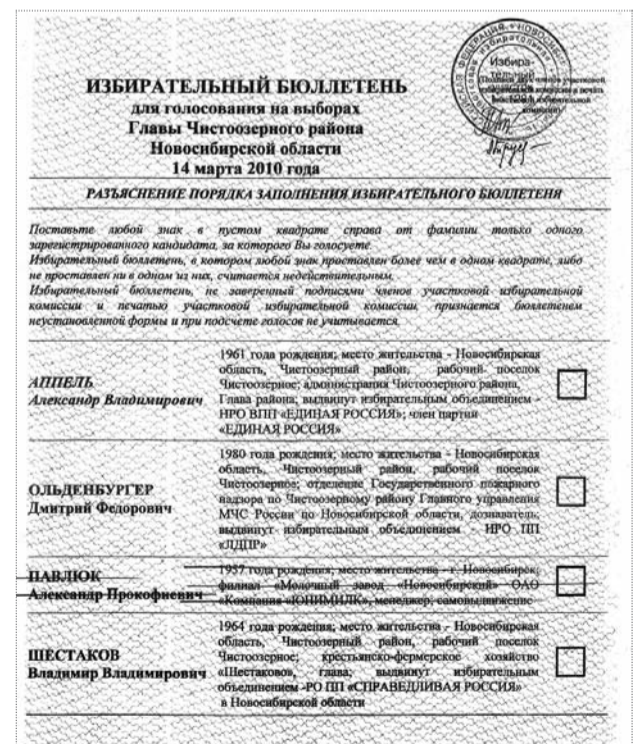 Избира-
тельный
ИЗБИРАТЕЛЬНЫЙ БЮЛЛЕТЕНЬ
для голосования на выборах
Главы Чистоозерного района
Новосибирской области
14 марта 2010 года
РАЗЪЯСНЕНИЕ ПОРЯДКА ЗАПОЛНЕНИЯ ИЗБИРАТЕЛЬНОГО БЮЛЛЕТЕНЯ
Поставьте любой знак в пустом квадрате справа от фамилии только одного
зарегистрированного кандидата, за которого Вы голосуете.
Избирательный бюллетень, в котором любой знак проставлен более чем в одном квадрате, либо
не проставлен ни в одном из них, считается недействительным.
Избирательный бюллетень, не заверенный подписями членов участковой избирательной
комиссии и печатью участковой избирательной комиссии, признается бюллетенем
неустановленной формы и при подсчете голосов не учитывается.
АППЕЛЬ
Александр Владимирович
1961 года рождения; место жительства - Новосибирская
область, Чистоозерный район, рабочий поселок
Чистоозерное; администрация Чистоозерного района,
Глава района; выдвинут избирательным объединением -
НРО ВПП «ЕДИНАЯ РОССИЯ»; член партии
«ЕДИНАЯ РОССИЯ»
ОЛЬДЕНБУРГЕР
Дмитрий Федорович
1980 года рождения; место жительства - Новосибирская
область, Чистоозерный район, рабочий поселок
Чистоозерное; отделение Государственного пожарного
надзора по Чистоозерному району Главного управления
МЧС России по Новосибирской области, дознаватель;
выдвинут избирательным объединением - НРО ПП
«ЛДПР»
ПАВЛЮК
Александр Прокофиевич
1957 года рождения; место жительства - г. Новосибирск;
филиал «Молочный завод «Новосибирский» ОАО
«Компания «ЮНИМИЛК», менеджер; самовыдвижение
ШЕСТАКОВ
Владимир Владимирович
1964 года рождения; место жительства - Новосибирская
область, Чистоозерный район, рабочий поселок
Чистоозерное; крестьянско-фермерское хозяйство
«Шестаково», глава; выдвинут избирательным
объединением -РО ПП «СПРАВЕДЛИВАЯ РОССИЯ»
в Новосибирской области